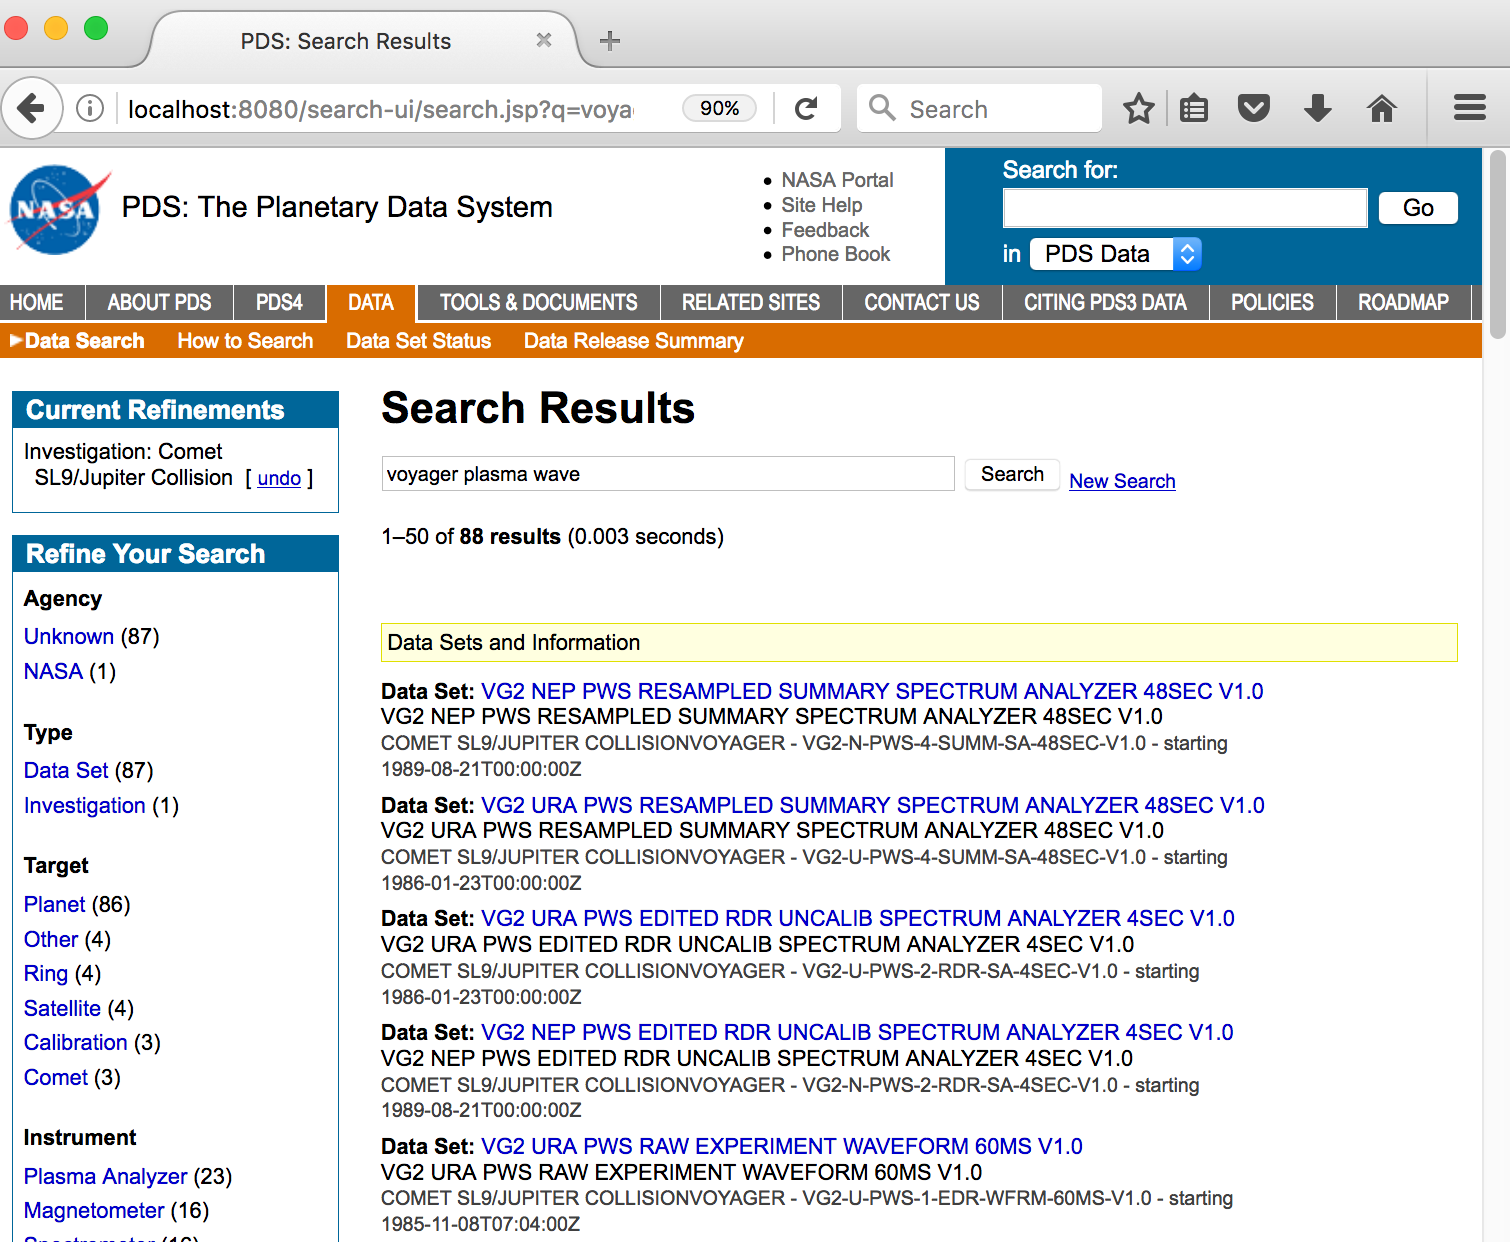 PDS: Search Results
localhost:8080/search-ui/search.jsp?q=voya
90%
Search
NASA
PDS: The Planetary Data System
NASA Portal
Site Help
Feedback
Phone Book
Search for:
Go
in PDS Data
HOME ABOUT PDS PDS4 DATA TOOLS & DOCUMENTS RELATED SITES CONTACT US CITING PDS3 DATA POLICIES ROADMAP
Data Search How to Search Data Set Status Data Release Summary
Current Refinements
Investigation: Comet
SL9/Jupiter Collision [ undo ]
Refine Your Search
Agency
Unknown (87)
NASA (1)
Type
Data Set (87)
Investigation (1)
Target
Planet (86)
Other (4)
Ring (4)
Satellite (4)
Calibration (3)
Comet (3)
Instrument
Plasma Analyzer (23)
Magnetometer (16)
Search Results
voyager plasma wave
Search New Search
1–50 of 88 results (0.003 seconds)
Data Sets and Information
Data Set: VG2 NEP PWS RESAMPLED SUMMARY SPECTRUM ANALYZER 48SEC V1.0
VG2 NEP PWS RESAMPLED SUMMARY SPECTRUM ANALYZER 48SEC V1.0
COMET SL9/JUPITER COLLISIONVOYAGER - VG2-N-PWS-4-SUMM-SA-48SEC-V1.0 - starting
1989-08-21T00:00:00Z
Data Set: VG2 URA PWS RESAMPLED SUMMARY SPECTRUM ANALYZER 48SEC V1.0
VG2 URA PWS RESAMPLED SUMMARY SPECTRUM ANALYZER 48SEC V1.0
COMET SL9/JUPITER COLLISIONVOYAGER - VG2-U-PWS-4-SUMM-SA-48SEC-V1.0 - starting
1986-01-23T00:00:00Z
Data Set: VG2 URA PWS EDITED RDR UNCALIB SPECTRUM ANALYZER 4SEC V1.0
VG2 URA PWS EDITED RDR UNCALIB SPECTRUM ANALYZER 4SEC V1.0
COMET SL9/JUPITER COLLISIONVOYAGER - VG2-U-PWS-2-RDR-SA-4SEC-V1.0 - starting
1986-01-23T00:00:00Z
Data Set: VG2 NEP PWS EDITED RDR UNCALIB SPECTRUM ANALYZER 4SEC V1.0
VG2 NEP PWS EDITED RDR UNCALIB SPECTRUM ANALYZER 4SEC V1.0
COMET SL9/JUPITER COLLISIONVOYAGER - VG2-N-PWS-2-RDR-SA-4SEC-V1.0 - starting
1989-08-21T00:00:00Z
Data Set: VG2 URA PWS RAW EXPERIMENT WAVEFORM 60MS V1.0
VG2 URA PWS RAW EXPERIMENT WAVEFORM 60MS V1.0
COMET SL9/JUPITER COLLISIONVOYAGER - VG2-U-PWS-1-EDR-WFRM-60MS-V1.0 - starting
1985-11-08T07:04:00Z